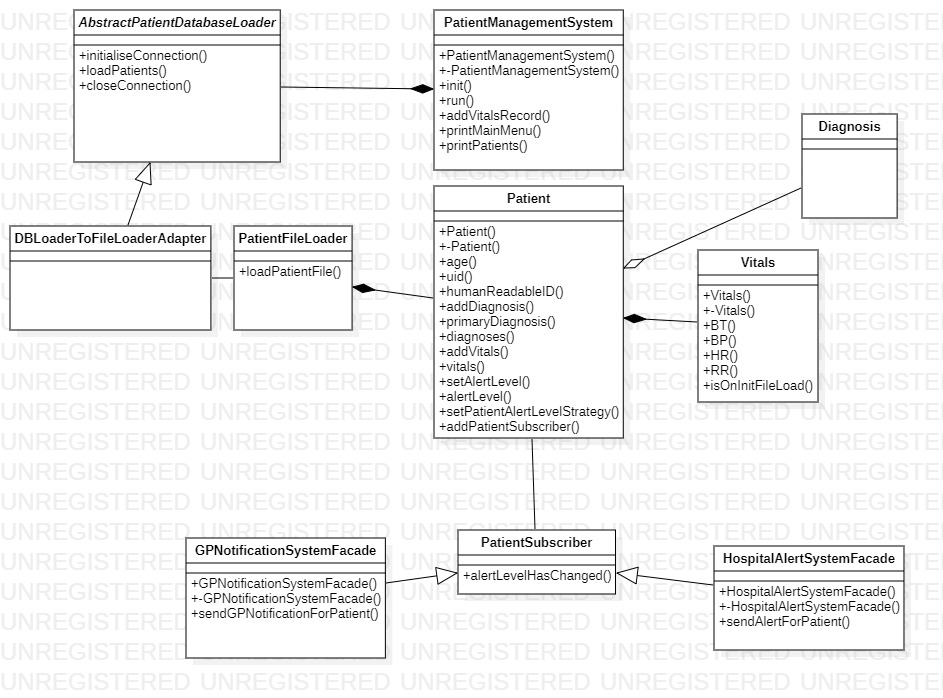 AbstractPatientDatabaseLoader
+initialiseConnection()
+loadPatients()
+closeConnection()
PatientManagementSystem
+PatientManagementSystem()
+-PatientManagementSystem()
+init()
+run()
+addVitalsRecord()
+printMainMenu()
+printPatients()
Diagnosis
DBLoaderToFileLoaderAdapter
PatientFileLoader
+loadPatientFile()
Patient
+Patient()
+-Patient()
+age()
+uid()
+humanReadableID()
+addDiagnosis()
+primaryDiagnosis()
+diagnoses()
+addVitals()
+vitals()
+setAlertLevel()
+alertLevel()
+setPatientAlertLevelStrategy()
+addPatientSubscriber()
Vitals
+Vitals()
+-Vitals()
+BT()
+BP()
+HR()
+RR()
+isOnInitFileLoad()
GPNotificationSystemFacade
+GPNotificationSystemFacade()
+-GPNotificationSystemFacade()
+sendGPNotificationForPatient()
PatientSubscriber
+alertLevelHasChanged()
HospitalAlertSystemFacade
+HospitalAlertSystemFacade()
+-HospitalAlertSystemFacade()
+sendAlertForPatient()
UNREGISTERED